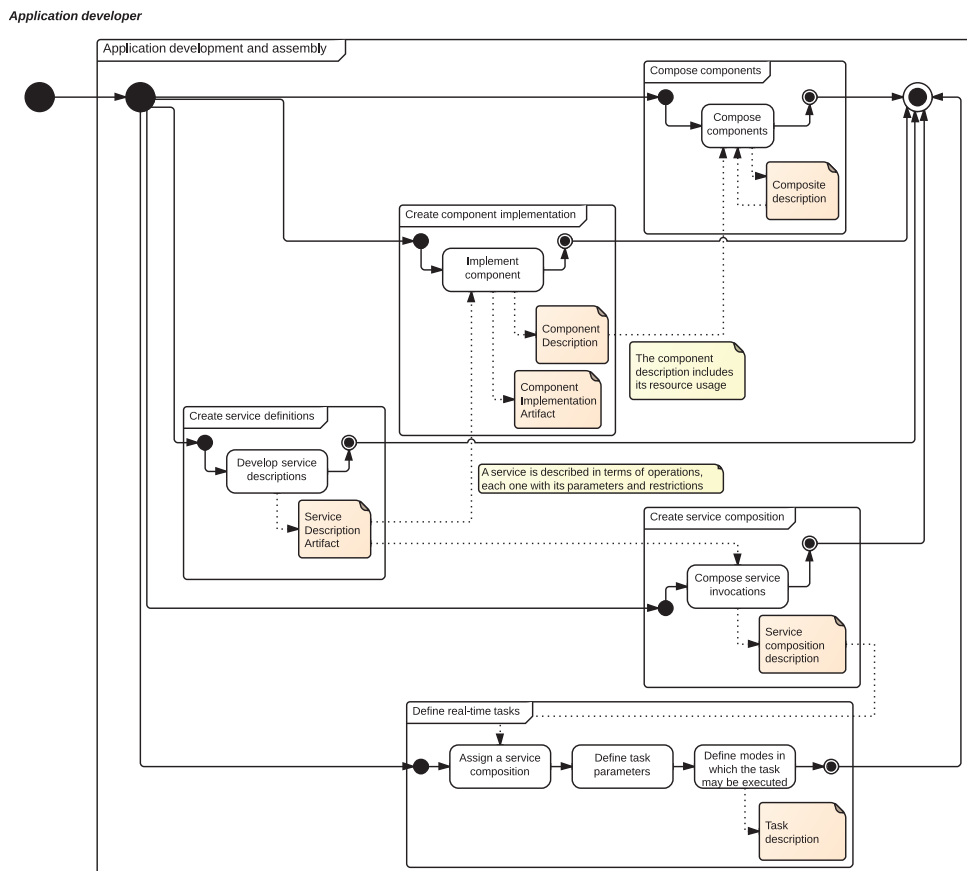 Application developer
Application development and assembly
Compose components
Compose
components
Composite
description
Create component implementation
Implement
component
Component
Description
The component
description includes
its resource usage
Component
Implementation
Artifact
Create service definitions
Develop service
descriptions
A service is described in terms of operations,
each one with its parameters and restrictions
Service
Description
Artifact
Create service composition
Compose service
invocations
Service
composition
description
Define real-time tasks
Assign a service
composition
Define task
parameters
Define modes in
which the task
may be executed
Task
description